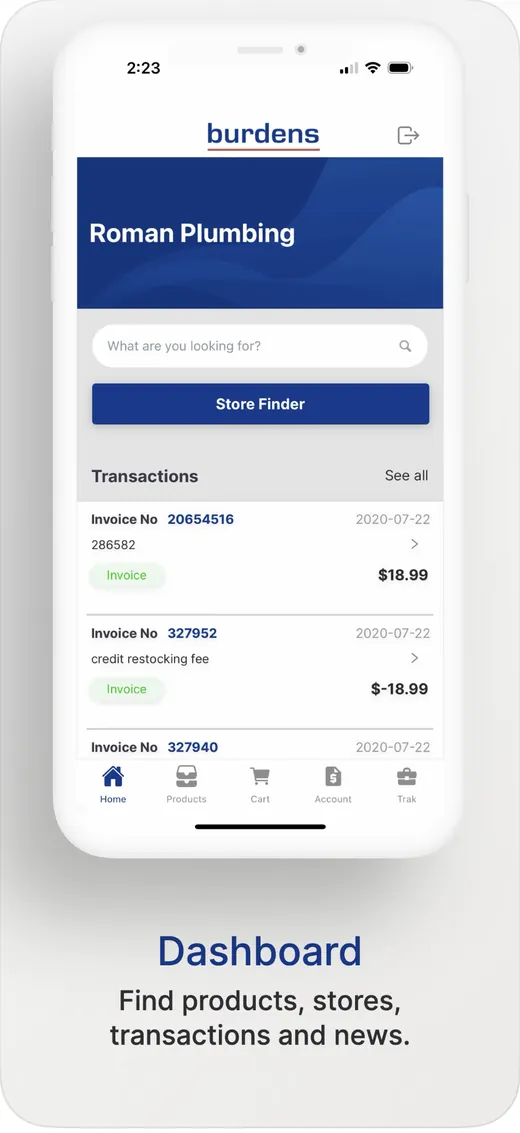 2:23
burdens
Roman Plumbing
What are you looking for?
Store Finder
Transactions See all
Invoice No 20654516 2020-07-22
286582
Invoice $18.99
Invoice No 327952 2020-07-22
credit restocking fee
Invoice $-18.99
Invoice No 327940 2020-07-22
Home Products Cart Account Trak
Dashboard
Find products, stores,
transactions and news.